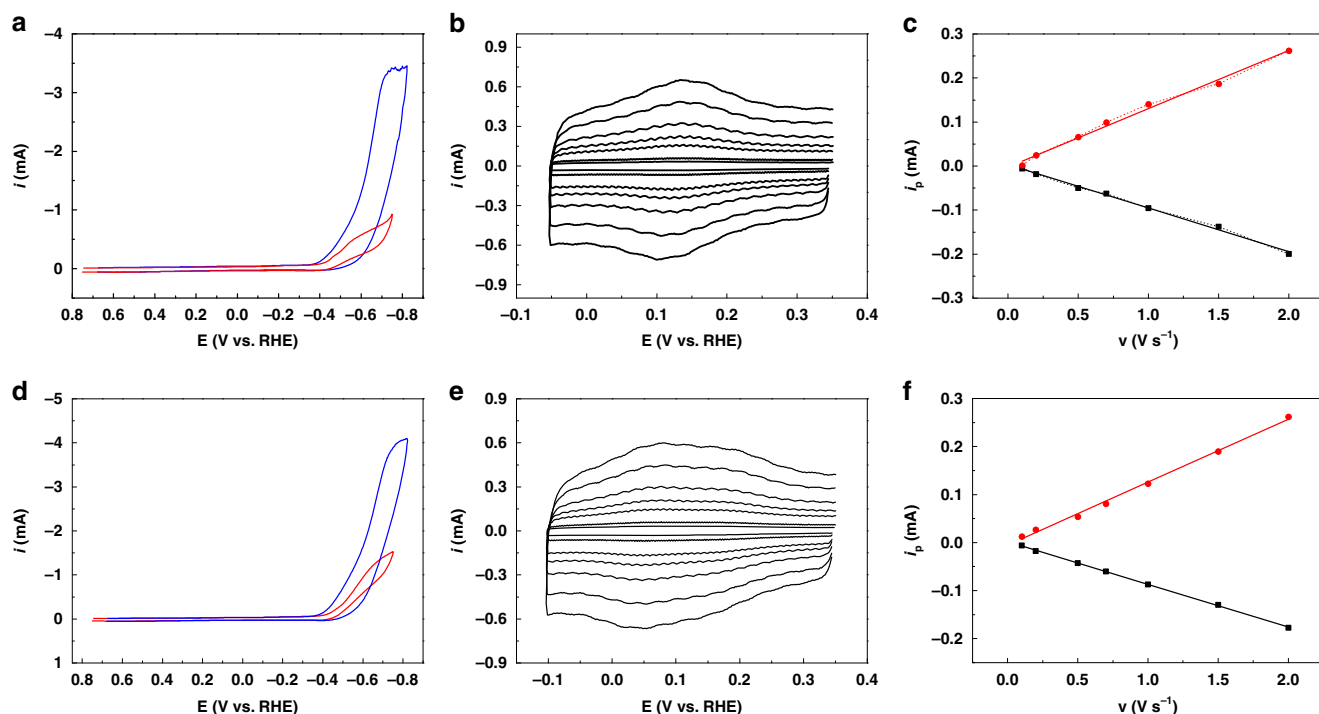 a
b
c
–4
–3
–2
–1
0
i (mA)
0.8 0.6 0.4 0.2 0.0 –0.2 –0.4 –0.6 –0.8
E (V vs. RHE)
0.9
0.6
0.3
0.0
–0.3
–0.6
–0.9
i (mA)
–0.1 0.0 0.1 0.2 0.3 0.4
E (V vs. RHE)
0.3
0.2
0.1
0.0
–0.1
–0.2
–0.3
ip (mA)
0.0 0.5 1.0 1.5 2.0
v (V s–1)
d
e
f
–5
–4
–3
–2
–1
0
1
i (mA)
0.8 0.6 0.4 0.2 0.0 –0.2 –0.4 –0.6 –0.8
E (V vs. RHE)
0.9
0.6
0.3
0.0
–0.3
–0.6
–0.9
i (mA)
–0.1 0.0 0.1 0.2 0.3 0.4
E (V vs. RHE)
0.3
0.2
0.1
0.0
–0.1
–0.2
ip (mA)
0.0 0.5 1.0 1.5 2.0
v (V s–1)